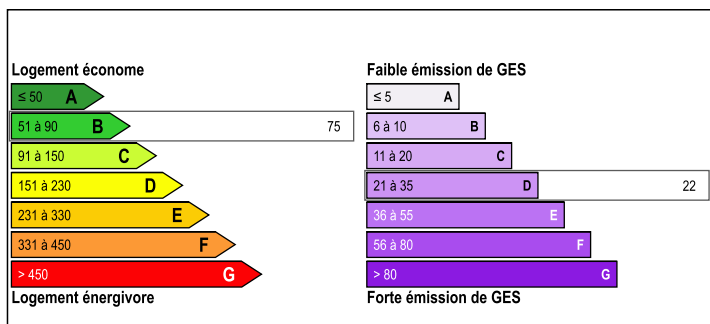 Logement économe
≤ 50 A
51 à 90 B 75
91 à 150 C
151 à 230 D
231 à 330 E
331 à 450 F
> 450 G
Logement énergivore
Faible émission de GES
≤ 5 A
6 à 10 B
11 à 20 C
21 à 35 D 22
36 à 55 E
56 à 80 F
> 80 G
Forte émission de GES